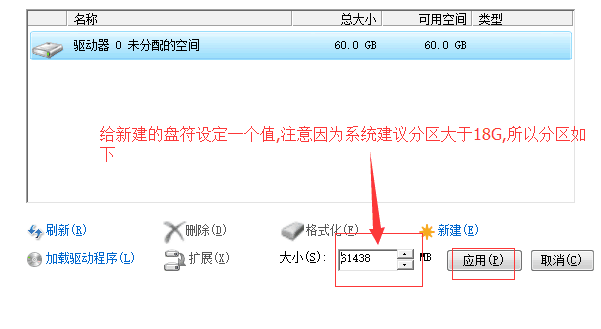 名称 总大小 可用空间 类型
驱动器 0 未分配的空间 60.0 GB 60.0 GB
给新建的盘符设定一个值,注意因为系统建议分区大于18G,所以分区如
下
刷新(R) 删除(D) 格式化(F) 新建(E)
加载驱动程序(L) 扩展(X) 大小(S): 61438 MB 应用(P) 取消(C)